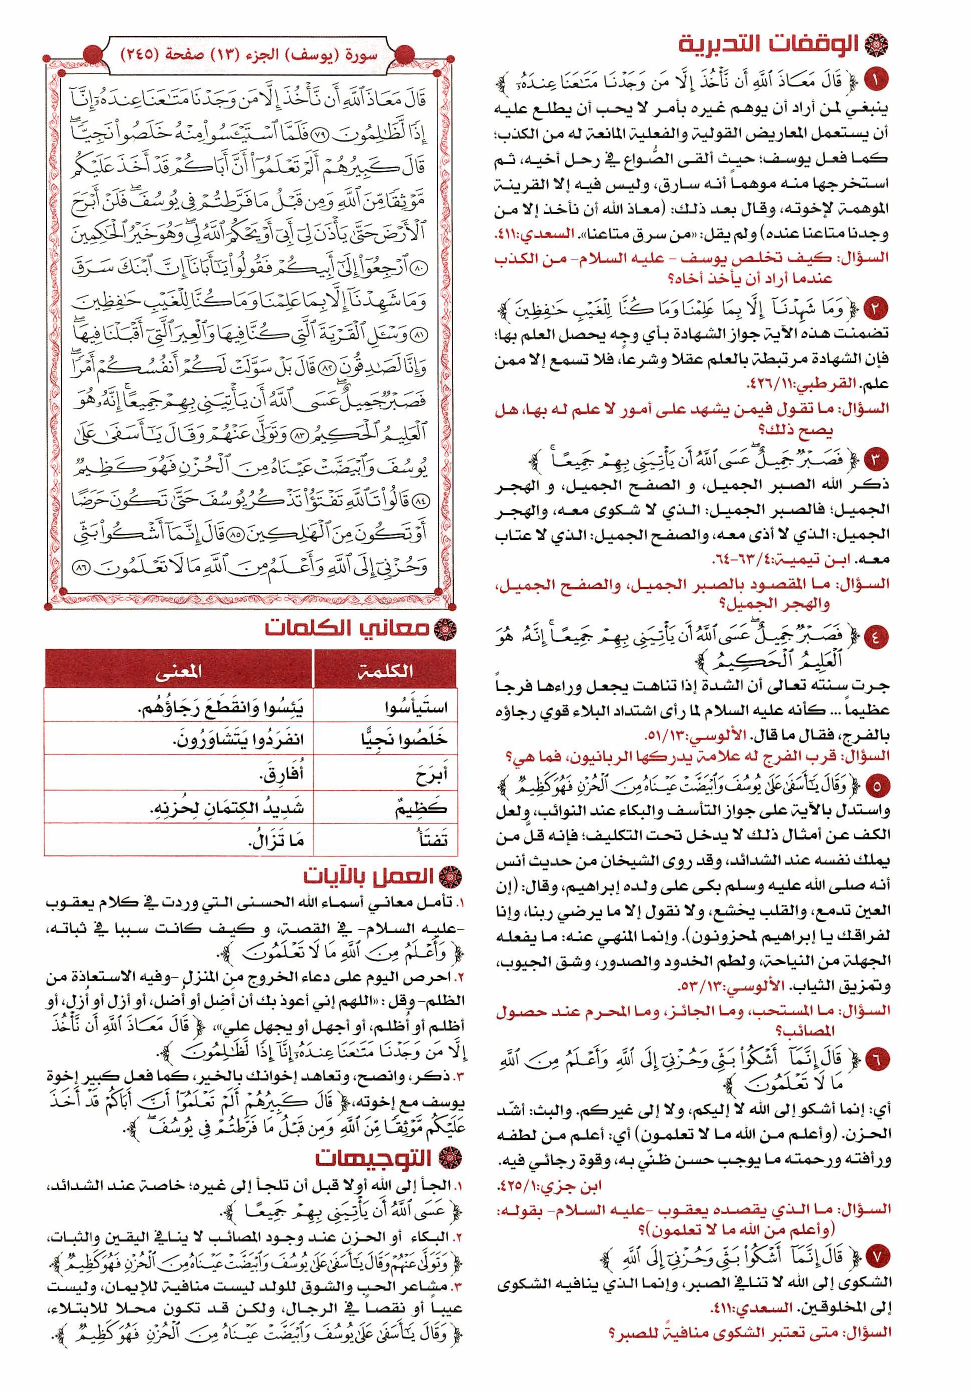 الوقفات التدبرية
١ ﴿ قَالَ مَعَاذَ ٱللَّهِ أَن نَّأْخُذَ إِلَّا مَن وَجَدْنَا مَتَٰعَنَا عِندَهُۥٓ ﴾
ينبغي لمن أراد أن يوهم غيره بأمر لا يحب أن يطلع عليه
أن يستعمل المعاريض القولية والفعلية المانعة له من الكذب؛
كما فعل يوسف؛ حيث ألقى الصُّواع في رحل أخيه، ثم
استخرجها منه موهماً أنه سارق، وليس فيه إلا القرينة
الموهمة لإخوته، وقال بعد ذلك: (معاذ الله أن نأخذ إلا من
وجدنا متاعنا عنده) ولم يقل: «من سرق متاعنا». السعدي:٤١١.
السؤال: كيف تخلص يوسف - عليه السلام- من الكذب
عندما أراد أن يأخذ أخاه؟
٢ ﴿ وَمَا شَهِدْنَآ إِلَّا بِمَا عَلِمْنَا وَمَا كُنَّا لِلْغَيْبِ حَٰفِظِينَ ﴾
تضمنت هذه الآية جواز الشهادة بأي وجه يحصل العلم بها؛
فإن الشهادة مرتبطة بالعلم عقلا وشرعاً، فلا تسمع إلا ممن
علم. القرطبي:٤٢٦/١١.
السؤال: ما تقول فيمن يشهد على أمور لا علم له بها، هل
يصح ذلك؟
٣ ﴿ فَصَبْرٌ جَمِيلٌ ۖ عَسَى ٱللَّهُ أَن يَأْتِيَنِى بِهِمْ جَمِيعًا ۚ ﴾
ذكر الله الصبر الجميل، و الصفح الجميل، و الهجر
الجميل؛ فالصبر الجميل: الذي لا شكوى معه، والهجر
الجميل: الذي لا أذى معه، والصفح الجميل: الذي لا عتاب
معه. ابن تيمية:٦٣/٤-٦٤.
السؤال: ما المقصود بالصبر الجميل، والصفح الجميل،
والهجر الجميل؟
٤ ﴿ فَصَبْرٌ جَمِيلٌ ۖ عَسَى ٱللَّهُ أَن يَأْتِيَنِى بِهِمْ جَمِيعًا ۚ إِنَّهُۥ هُوَ
ٱلْعَلِيمُ ٱلْحَكِيمُ ﴾
جرت سنته تعالى أن الشدة إذا تناهت يجعل وراءها فرجاً
عظيماً ... كأنه عليه السلام لما رأى اشتداد البلاء قوي رجاؤه
بالفرج، فقال ما قال. الألوسي:٥١/١٣.
السؤال: قرب الفرج له علامة يدركها الربانيون، فما هي؟
٥ ﴿ وَقَالَ يَٰٓأَسَفَىٰ عَلَىٰ يُوسُفَ وَٱبْيَضَّتْ عَيْنَاهُ مِنَ ٱلْحُزْنِ فَهُوَ كَظِيمٌ ﴾
واستدل بالآية على جواز التأسف والبكاء عند النوائب، ولعل
الكف عن أمثال ذلك لا يدخل تحت التكليف؛ فإنه قلَّ من
يملك نفسه عند الشدائد، وقد روى الشيخان من حديث أنس
أنه صلى الله عليه وسلم بكى على ولده إبراهيم، وقال: (إن
العين تدمع، والقلب يخشع، ولا نقول إلا ما يرضي ربنا، وإنا
لفراقك يا إبراهيم لمحزونون). وإنما المنهي عنه: ما يفعله
الجهلة من النياحة، ولطم الخدود والصدور، وشق الجيوب،
وتمزيق الثياب. الألوسي:٥٣/١٣.
السؤال: ما المستحب، وما الجائز، وما المحرم عند حصول
المصائب؟
٦ ﴿ قَالَ إِنَّمَآ أَشْكُوا۟ بَثِّى وَحُزْنِىٓ إِلَى ٱللَّهِ وَأَعْلَمُ مِنَ ٱللَّهِ
مَا لَا تَعْلَمُونَ ﴾
أي: إنما أشكو إلى الله لا إليكم، ولا إلى غيركم. والبث: أشد
الحزن. (وأعلم من الله ما لا تعلمون) أي: أعلم من لطفه
ورأفته ورحمته ما يوجب حسن ظنّي به، وقوة رجائي فيه.
ابن جزي:٤٢٥/١.
السؤال: ما الذي يقصده يعقوب -عليه السلام- بقوله:
(وأعلم من الله ما لا تعلمون)؟
٧ ﴿ قَالَ إِنَّمَآ أَشْكُوا۟ بَثِّى وَحُزْنِىٓ إِلَى ٱللَّهِ ﴾
الشكوى إلى الله لا تنافي الصبر، وإنما الذي ينافيه الشكوى
إلى المخلوقين. السعدي:٤١١.
السؤال: متى تعتبر الشكوى منافيةً للصبر؟
سورة (يوسف) الجزء (١٣) صفحة (٢٤٥)
قَالَ مَعَاذَ ٱللَّهِ أَن نَّأْخُذَ إِلَّا مَن وَجَدْنَا مَتَٰعَنَا عِندَهُۥٓ إِنَّآ
إِذًا لَّظَٰلِمُونَ ٧٩ فَلَمَّا ٱسْتَيْـَٔسُوا۟ مِنْهُ خَلَصُوا۟ نَجِيًّا ۖ
قَالَ كَبِيرُهُمْ أَلَمْ تَعْلَمُوٓا۟ أَنَّ أَبَاكُمْ قَدْ أَخَذَ عَلَيْكُم
مَّوْثِقًا مِّنَ ٱللَّهِ وَمِن قَبْلُ مَا فَرَّطتُمْ فِى يُوسُفَ ۖ فَلَنْ أَبْرَحَ
ٱلْأَرْضَ حَتَّىٰ يَأْذَنَ لِىٓ أَبِىٓ أَوْ يَحْكُمَ ٱللَّهُ لِى ۖ وَهُوَ خَيْرُ ٱلْحَٰكِمِينَ
٨٠ ٱرْجِعُوٓا۟ إِلَىٰٓ أَبِيكُمْ فَقُولُوا۟ يَٰٓأَبَانَآ إِنَّ ٱبْنَكَ سَرَقَ
وَمَا شَهِدْنَآ إِلَّا بِمَا عَلِمْنَا وَمَا كُنَّا لِلْغَيْبِ حَٰفِظِينَ
٨١ وَسْـَٔلِ ٱلْقَرْيَةَ ٱلَّتِى كُنَّا فِيهَا وَٱلْعِيرَ ٱلَّتِىٓ أَقْبَلْنَا فِيهَا ۖ
وَإِنَّا لَصَٰدِقُونَ ٨٢ قَالَ بَلْ سَوَّلَتْ لَكُمْ أَنفُسُكُمْ أَمْرًا ۖ
فَصَبْرٌ جَمِيلٌ ۖ عَسَى ٱللَّهُ أَن يَأْتِيَنِى بِهِمْ جَمِيعًا ۚ إِنَّهُۥ هُوَ
ٱلْعَلِيمُ ٱلْحَكِيمُ ٨٣ وَتَوَلَّىٰ عَنْهُمْ وَقَالَ يَٰٓأَسَفَىٰ عَلَىٰ
يُوسُفَ وَٱبْيَضَّتْ عَيْنَاهُ مِنَ ٱلْحُزْنِ فَهُوَ كَظِيمٌ
٨٤ قَالُوا۟ تَٱللَّهِ تَفْتَؤُا۟ تَذْكُرُ يُوسُفَ حَتَّىٰ تَكُونَ حَرَضًا
أَوْ تَكُونَ مِنَ ٱلْهَٰلِكِينَ ٨٥ قَالَ إِنَّمَآ أَشْكُوا۟ بَثِّى
وَحُزْنِىٓ إِلَى ٱللَّهِ وَأَعْلَمُ مِنَ ٱللَّهِ مَا لَا تَعْلَمُونَ ٨٦
معاني الكلمات
الكلمة المعنى
استَيأَسُوا يَئِسُوا وَانقَطَعَ رَجَاؤُهُم.
خَلَصُوا نَجِيًّا انفَرَدُوا يَتَشَاوَرُونَ.
أَبرَحَ أُفَارِقَ.
كَظِيمٌ شَدِيدُ الكِتمَانِ لِحُزنِهِ.
تَفتَأُ مَا تَزَالُ.
العمل بالآيات
١. تأمل معاني أسماء الله الحسنى التي وردت في كلام يعقوب
-عليه السلام- في القصة، و كيف كانت سببا في ثباته،
﴿ وَأَعْلَمُ مِنَ ٱللَّهِ مَا لَا تَعْلَمُونَ ﴾.
٢. احرص اليوم على دعاء الخروج من المنزل -وفيه الاستعاذة من
الظلم- وقل : «اللهم إني أعوذ بك أن أضِل أو أُضل، أو أزل أو أُزل، أو
أظلم أو أُظلم، أو أجهل أو يجهل علي»، ﴿ قَالَ مَعَاذَ ٱللَّهِ أَن نَّأْخُذَ
إِلَّا مَن وَجَدْنَا مَتَٰعَنَا عِندَهُۥٓ إِنَّآ إِذًا لَّظَٰلِمُونَ ﴾.
٣. ذكر، وانصح، وتعاهد إخوانك بالخير، كما فعل كبير إخوة
يوسف مع إخوته، ﴿ قَالَ كَبِيرُهُمْ أَلَمْ تَعْلَمُوٓا۟ أَنَّ أَبَاكُمْ قَدْ أَخَذَ
عَلَيْكُم مَّوْثِقًا مِّنَ ٱللَّهِ وَمِن قَبْلُ مَا فَرَّطتُمْ فِى يُوسُفَ ۖ ﴾.
التوجيهات
١. الجأ إلى الله أولا قبل أن تلجأ إلى غيره؛ خاصة عند الشدائد،
﴿ عَسَى ٱللَّهُ أَن يَأْتِيَنِى بِهِمْ جَمِيعًا ﴾.
٢. البكاء أو الحزن عند وجود المصائب لا ينافي اليقين والثبات،
﴿ وَتَوَلَّىٰ عَنْهُمْ وَقَالَ يَٰٓأَسَفَىٰ عَلَىٰ يُوسُفَ وَٱبْيَضَّتْ عَيْنَاهُ مِنَ ٱلْحُزْنِ فَهُوَ كَظِيمٌ ﴾.
٣. مشاعر الحب والشوق للولد ليست منافية للإيمان، وليست
عيباً أو نقصاً في الرجال، ولكن قد تكون محلا للابتلاء،
﴿ وَقَالَ يَٰٓأَسَفَىٰ عَلَىٰ يُوسُفَ وَٱبْيَضَّتْ عَيْنَاهُ مِنَ ٱلْحُزْنِ فَهُوَ كَظِيمٌ ﴾.